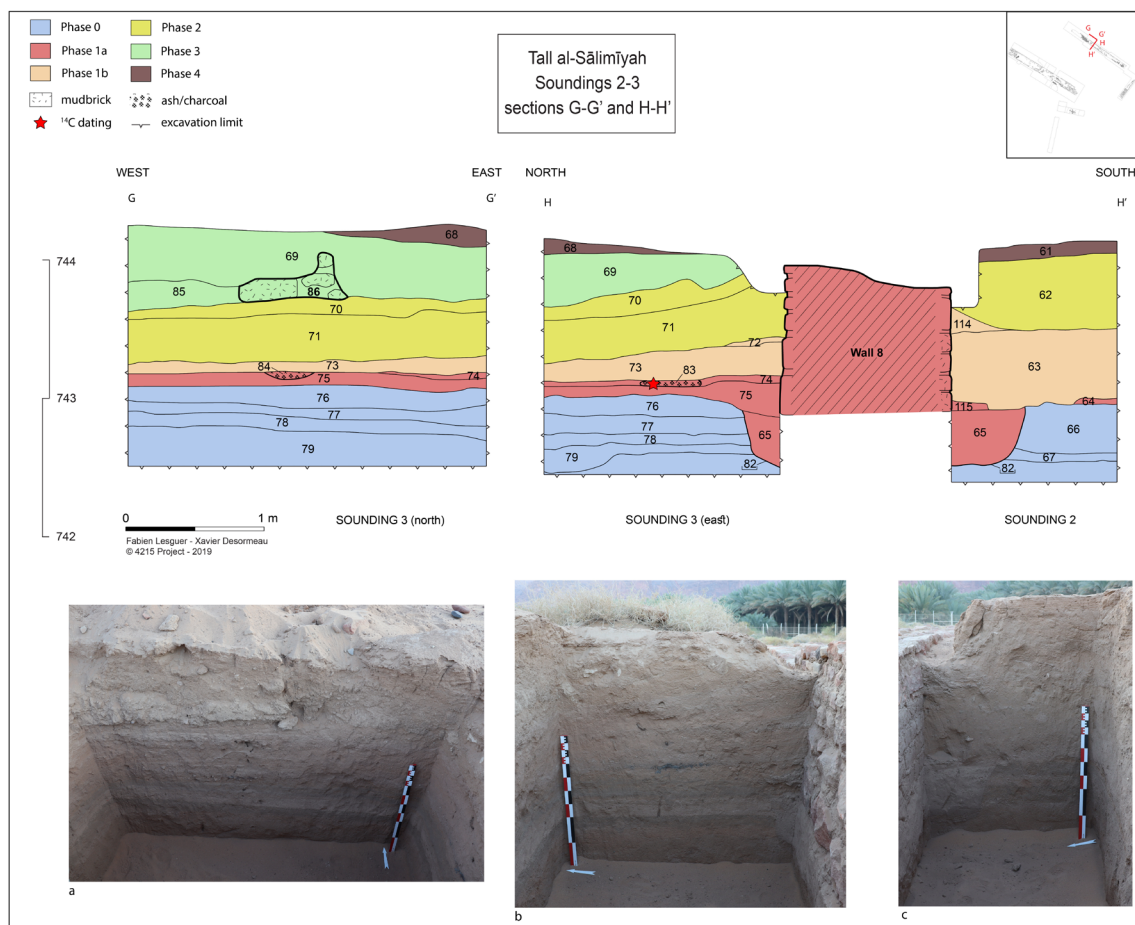 Phase 0
Phase 2
Phase 1a
Phase 3
Phase 1b
Phase 4
mudbrick
ash/charcoal
14C dating
excavation limit
Tall al-Sālimīyah
Soundings 2-3
sections G-G’ and H-H’
G
G'
H
H'
WEST
EAST
NORTH
SOUTH
G
G’
H
H’
744
743
742
68
69
85
86
70
71
84
73
75
74
76
77
78
79
68
69
70
71
72
73
83
74
75
76
77
78
79
65
82
Wall 8
61
62
114
63
115
64
65
66
67
82
0
1 m
SOUNDING 3 (north)
SOUNDING 3 (east)
SOUNDING 2
Fabien Lesguer - Xavier Desormeau
© 4215 Project - 2019
a
b
c